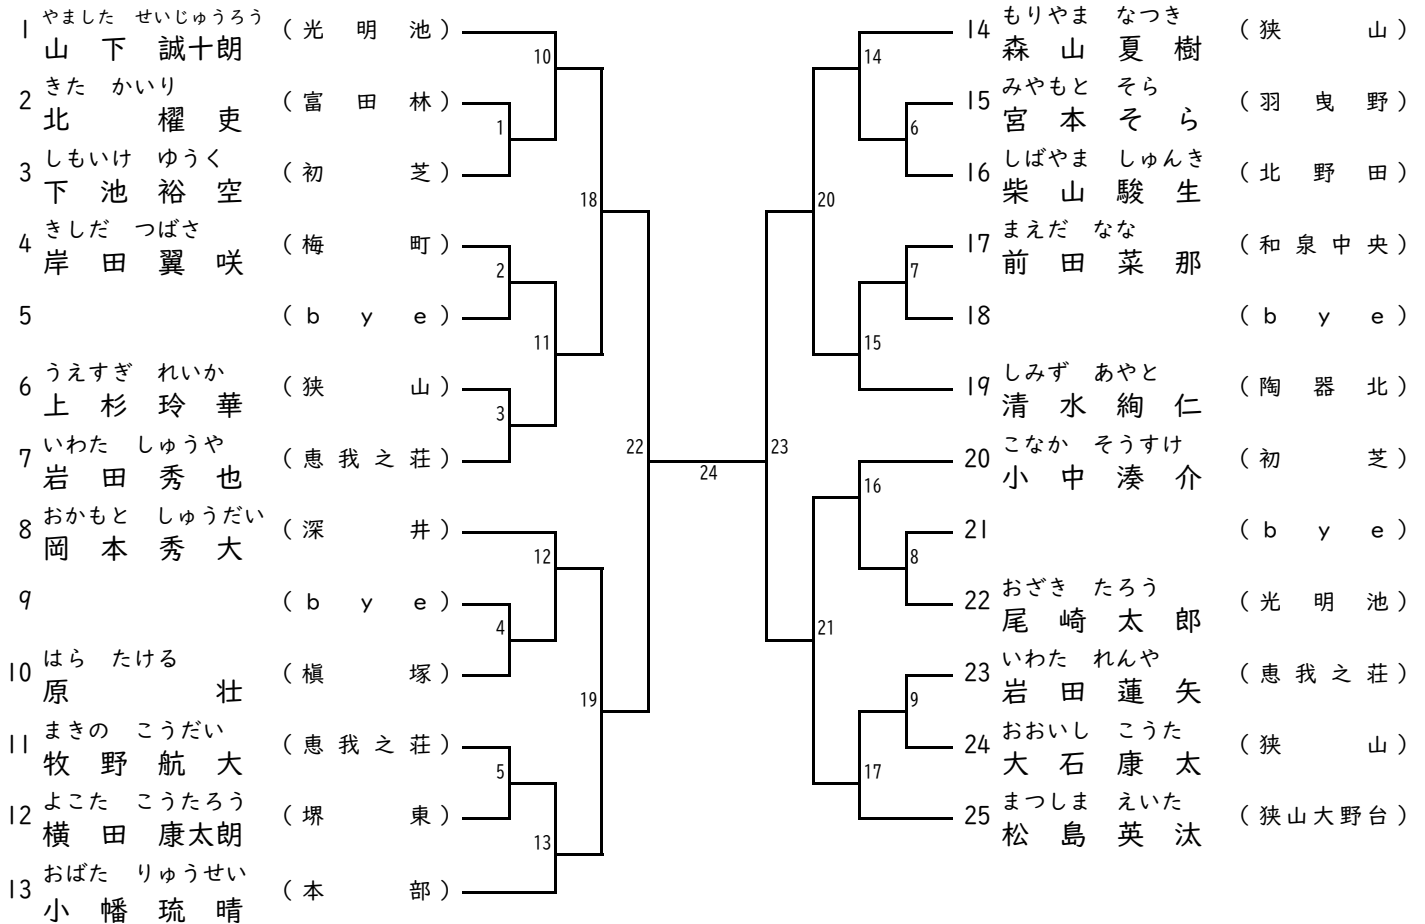 やました せいじゅうろう
1 山下 誠十朗 (光明池)
きた かいり
2 北 櫂吏 (富田林)
しもいけ ゆうく
3 下池裕空 (初芝)
きしだ つばさ
4 岸田翼咲 (梅町)
5 (bye)
うえすぎ れいか
6 上杉玲華 (狭山)
いわた しゅうや
7 岩田秀也 (恵我之荘)
おかもと しゅうだい
8 岡本秀大 (深井)
9 (bye)
はら たける
10 原 壮 (槇塚)
まきの こうだい
11 牧野航大 (恵我之荘)
よこた こうたろう
12 横田 康太朗 (堺東)
おばた りゅうせい
13 小幡琉晴 (本部)
10
1
18
2
11
3
22
12
4
19
5
13
24
14
6
20
7
15
23
16
8
21
9
17
もりやま なつき
14 森山夏樹 (狭山)
みやもと そら
15 宮本そら (羽曳野)
しばやま しゅんき
16 柴山駿生 (北野田)
まえだ なな
17 前田菜那 (和泉中央)
18 (bye)
しみず あやと
19 清水絢仁 (陶器北)
こなか そうすけ
20 小中湊介 (初芝)
21 (bye)
おざき たろう
22 尾崎太郎 (光明池)
いわた れんや
23 岩田蓮矢 (恵我之荘)
おおいし こうた
24 大石康太 (狭山)
まつしま えいた
25 松島英汰 (狭山大野台)